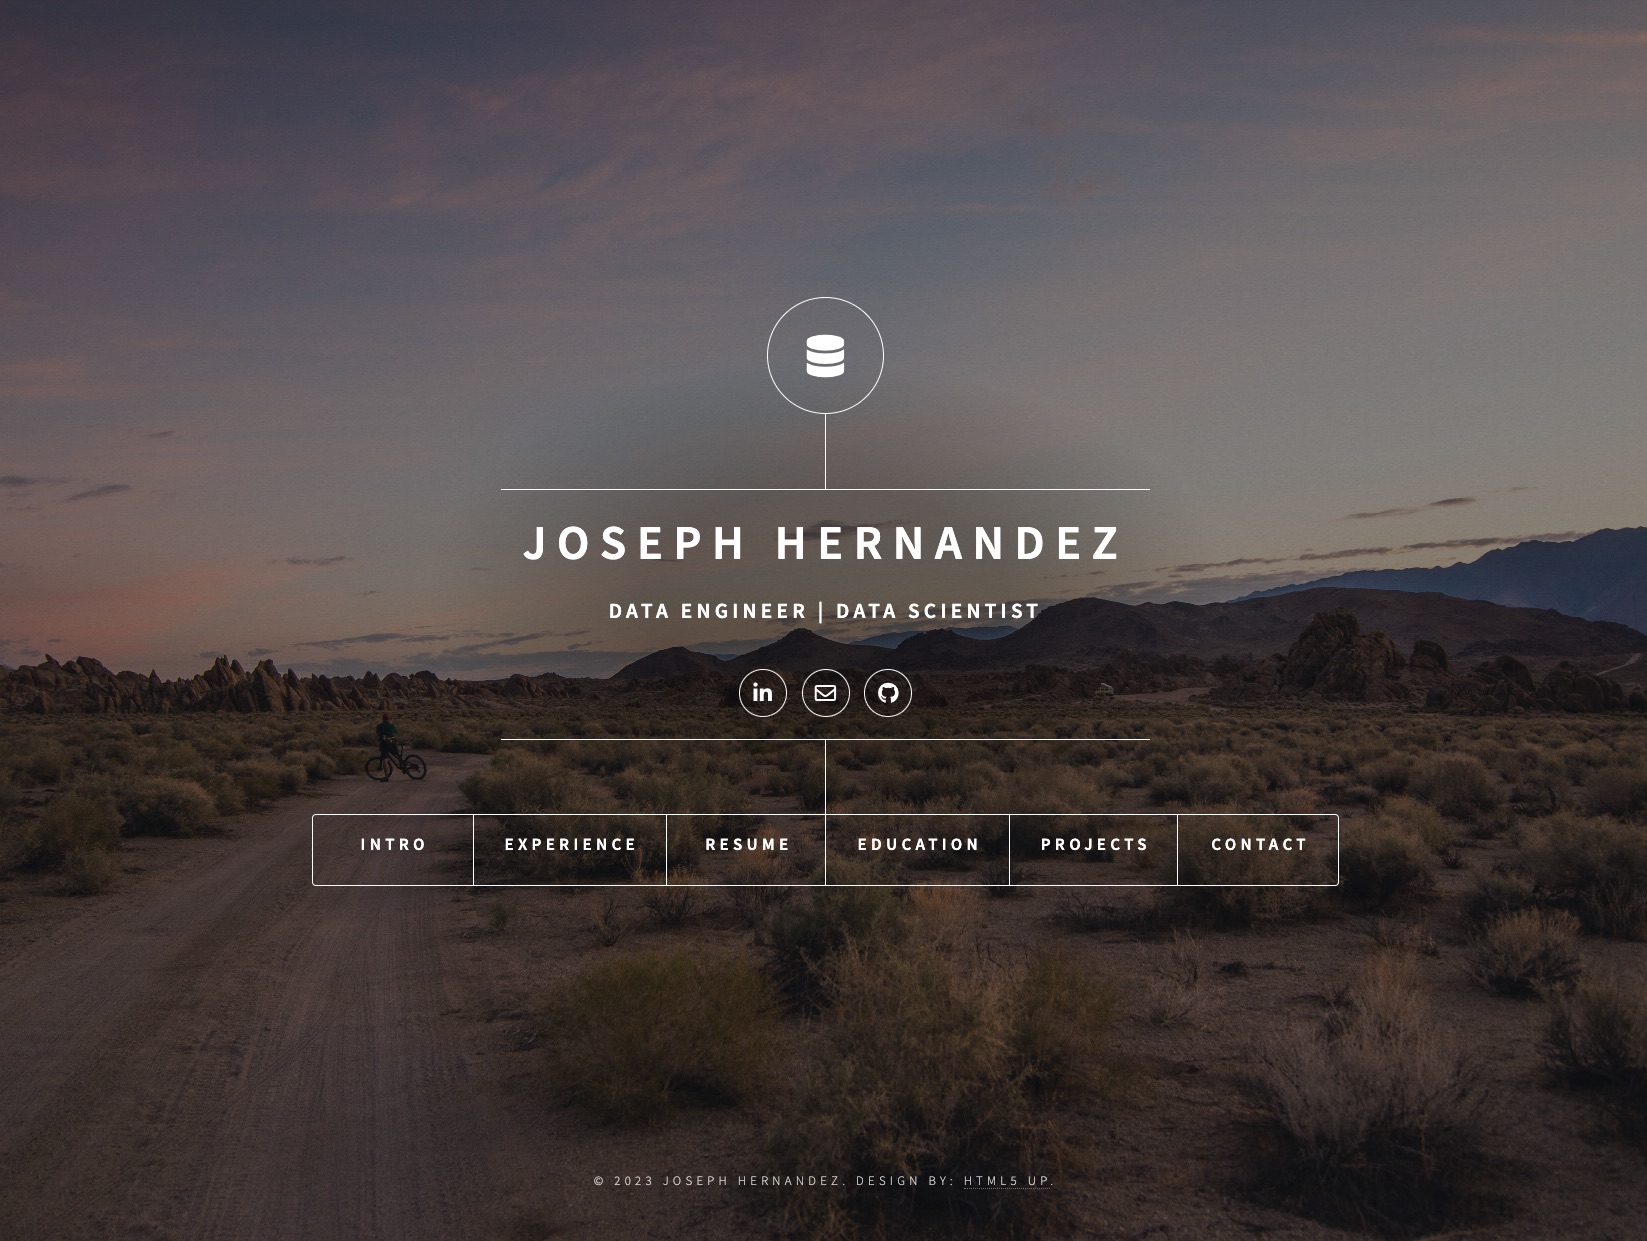 JOSEPH HERNANDEZ
DATA ENGINEER | DATA SCIENTIST
in
INTRO EXPERIENCE RESUME EDUCATION PROJECTS CONTACT
© 2023 JOSEPH HERNANDEZ. DESIGN BY: HTML5 UP.